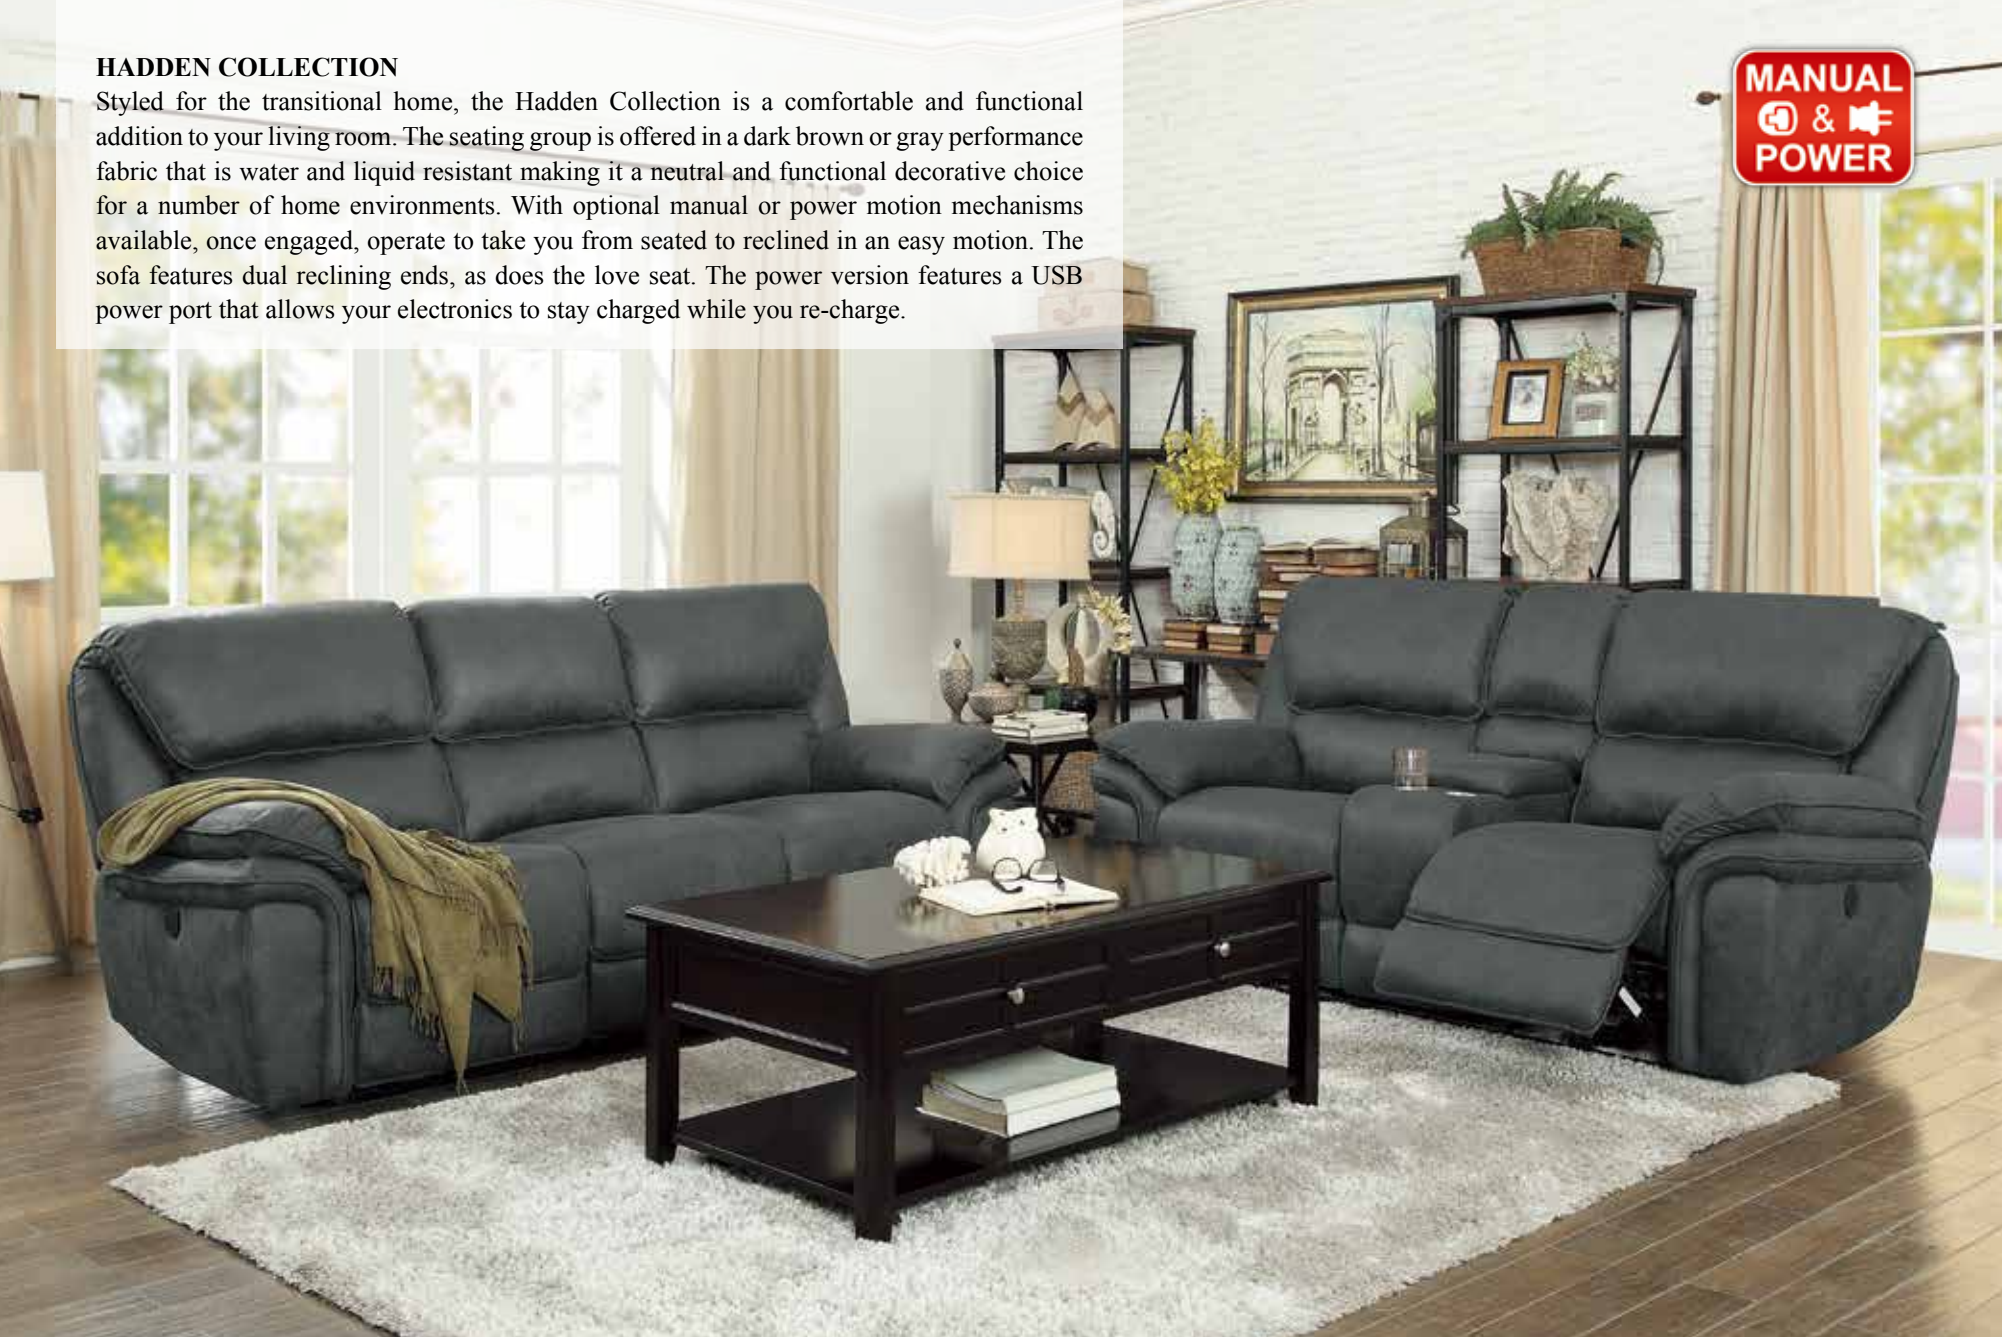 HADDEN COLLECTION
Styled for the transitional home, the Hadden Collection is a comfortable and functional
addition to your living room. The seating group is offered in a dark brown or gray performance
fabric that is water and liquid resistant making it a neutral and functional decorative choice
for a number of home environments. With optional manual or power motion mechanisms
available, once engaged, operate to take you from seated to reclined in an easy motion. The
sofa features dual reclining ends, as does the love seat. The power version features a USB
power port that allows your electronics to stay charged while you re-charge.
MANUAL
&
POWER